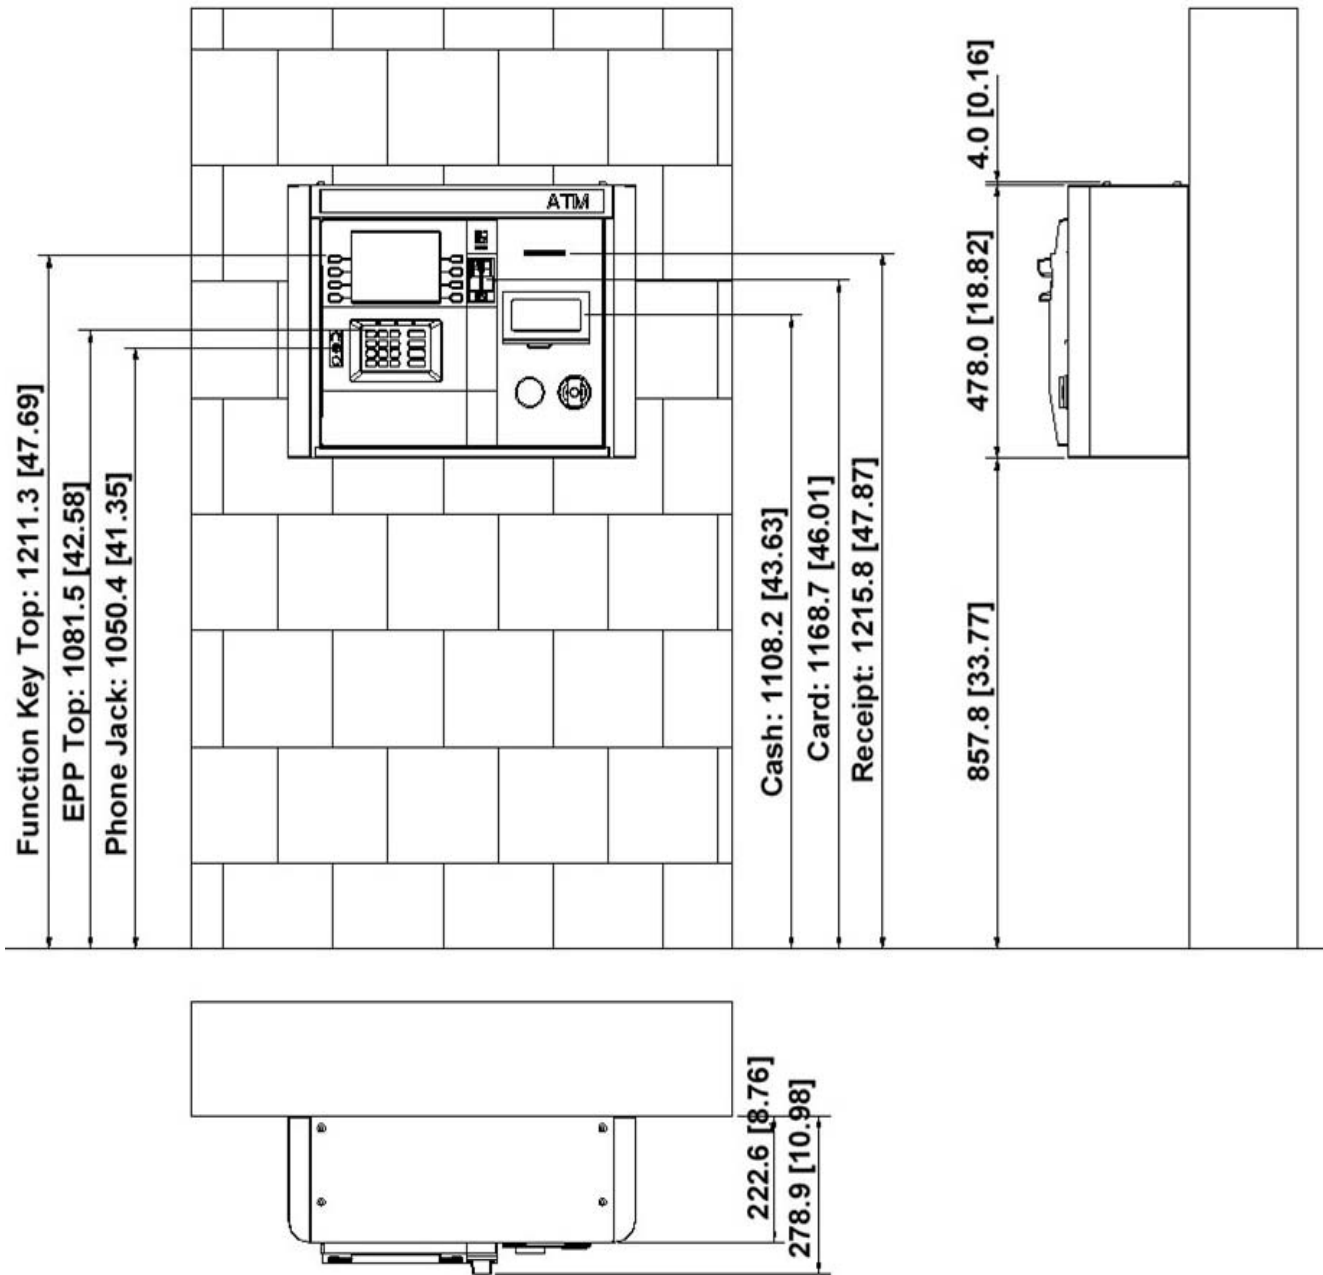 ATM
4.0 [0.16]
478.0 [18.82]
857.8 [33.77]
Function Key Top: 1211.3 [47.69]
EPP Top: 1081.5 [42.58]
Phone Jack: 1050.4 [41.35]
Cash: 1108.2 [43.63]
Card: 1168.7 [46.01]
Receipt: 1215.8 [47.87]
222.6 [8.76]
278.9 [10.98]